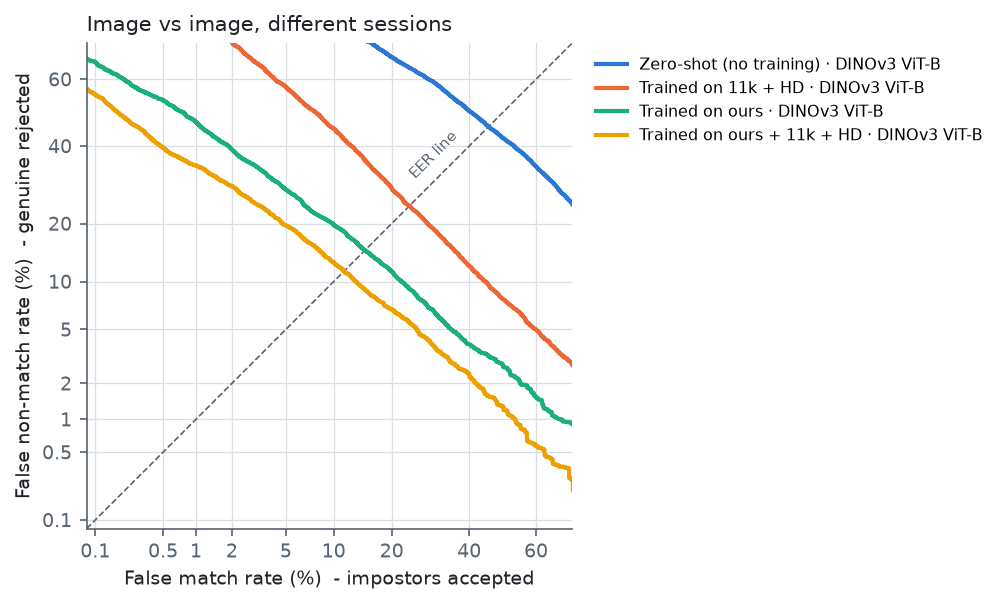 Image vs image, different sessions
Zero-shot (no training) · DINOv3 ViT-B
Trained on 11k + HD · DINOv3 ViT-B
Trained on ours · DINOv3 ViT-B
Trained on ours + 11k + HD · DINOv3 ViT-B
EER line
False non-match rate (%)  - genuine rejected
60
40
20
10
5
2
1
0.5
0.1
0.1 0.5 1 2 5 10 20 40 60
False match rate (%)  - impostors accepted